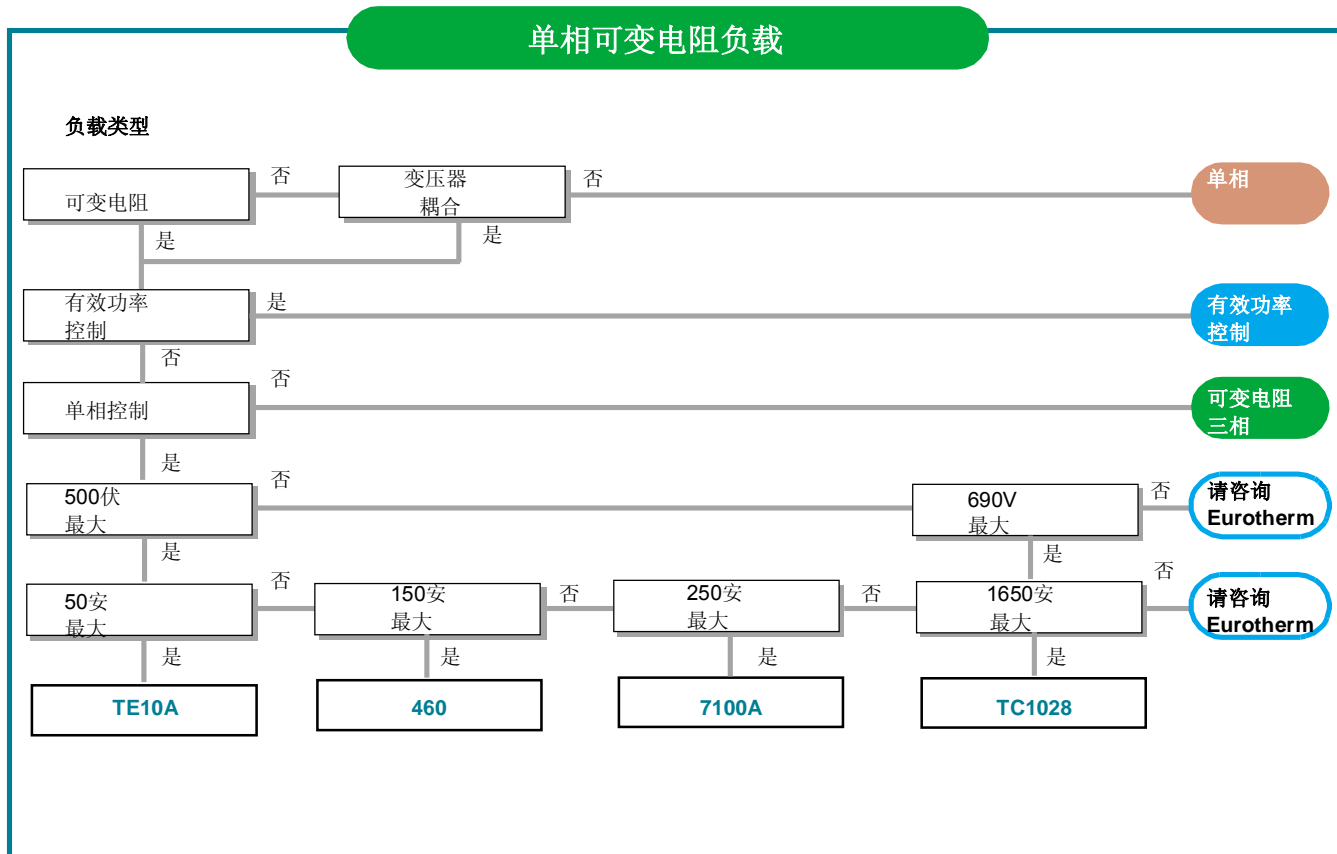 单相可变电阻负载
负载类型
可变电阻
否
变压器
耦合
否
单相
是
是
有效功率
控制
是
有效功率
控制
否
单相控制
否
可变电阻
三相
是
500伏
最大
否
690V
最大
否
请咨询
Eurotherm
是
是
50安
最大
否
150安
最大
否
250安
最大
否
1650安
最大
否
请咨询
Eurotherm
是
是
是
是
TE10A
460
7100A
TC1028